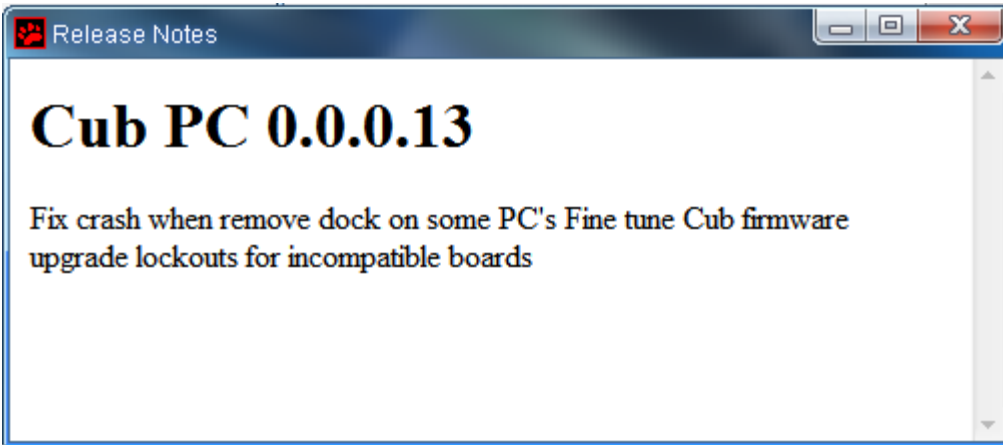 Release Notes
Cub PC 0.0.0.13
Fix crash when remove dock on some PC's Fine tune Cub firmware
upgrade lockouts for incompatible boards